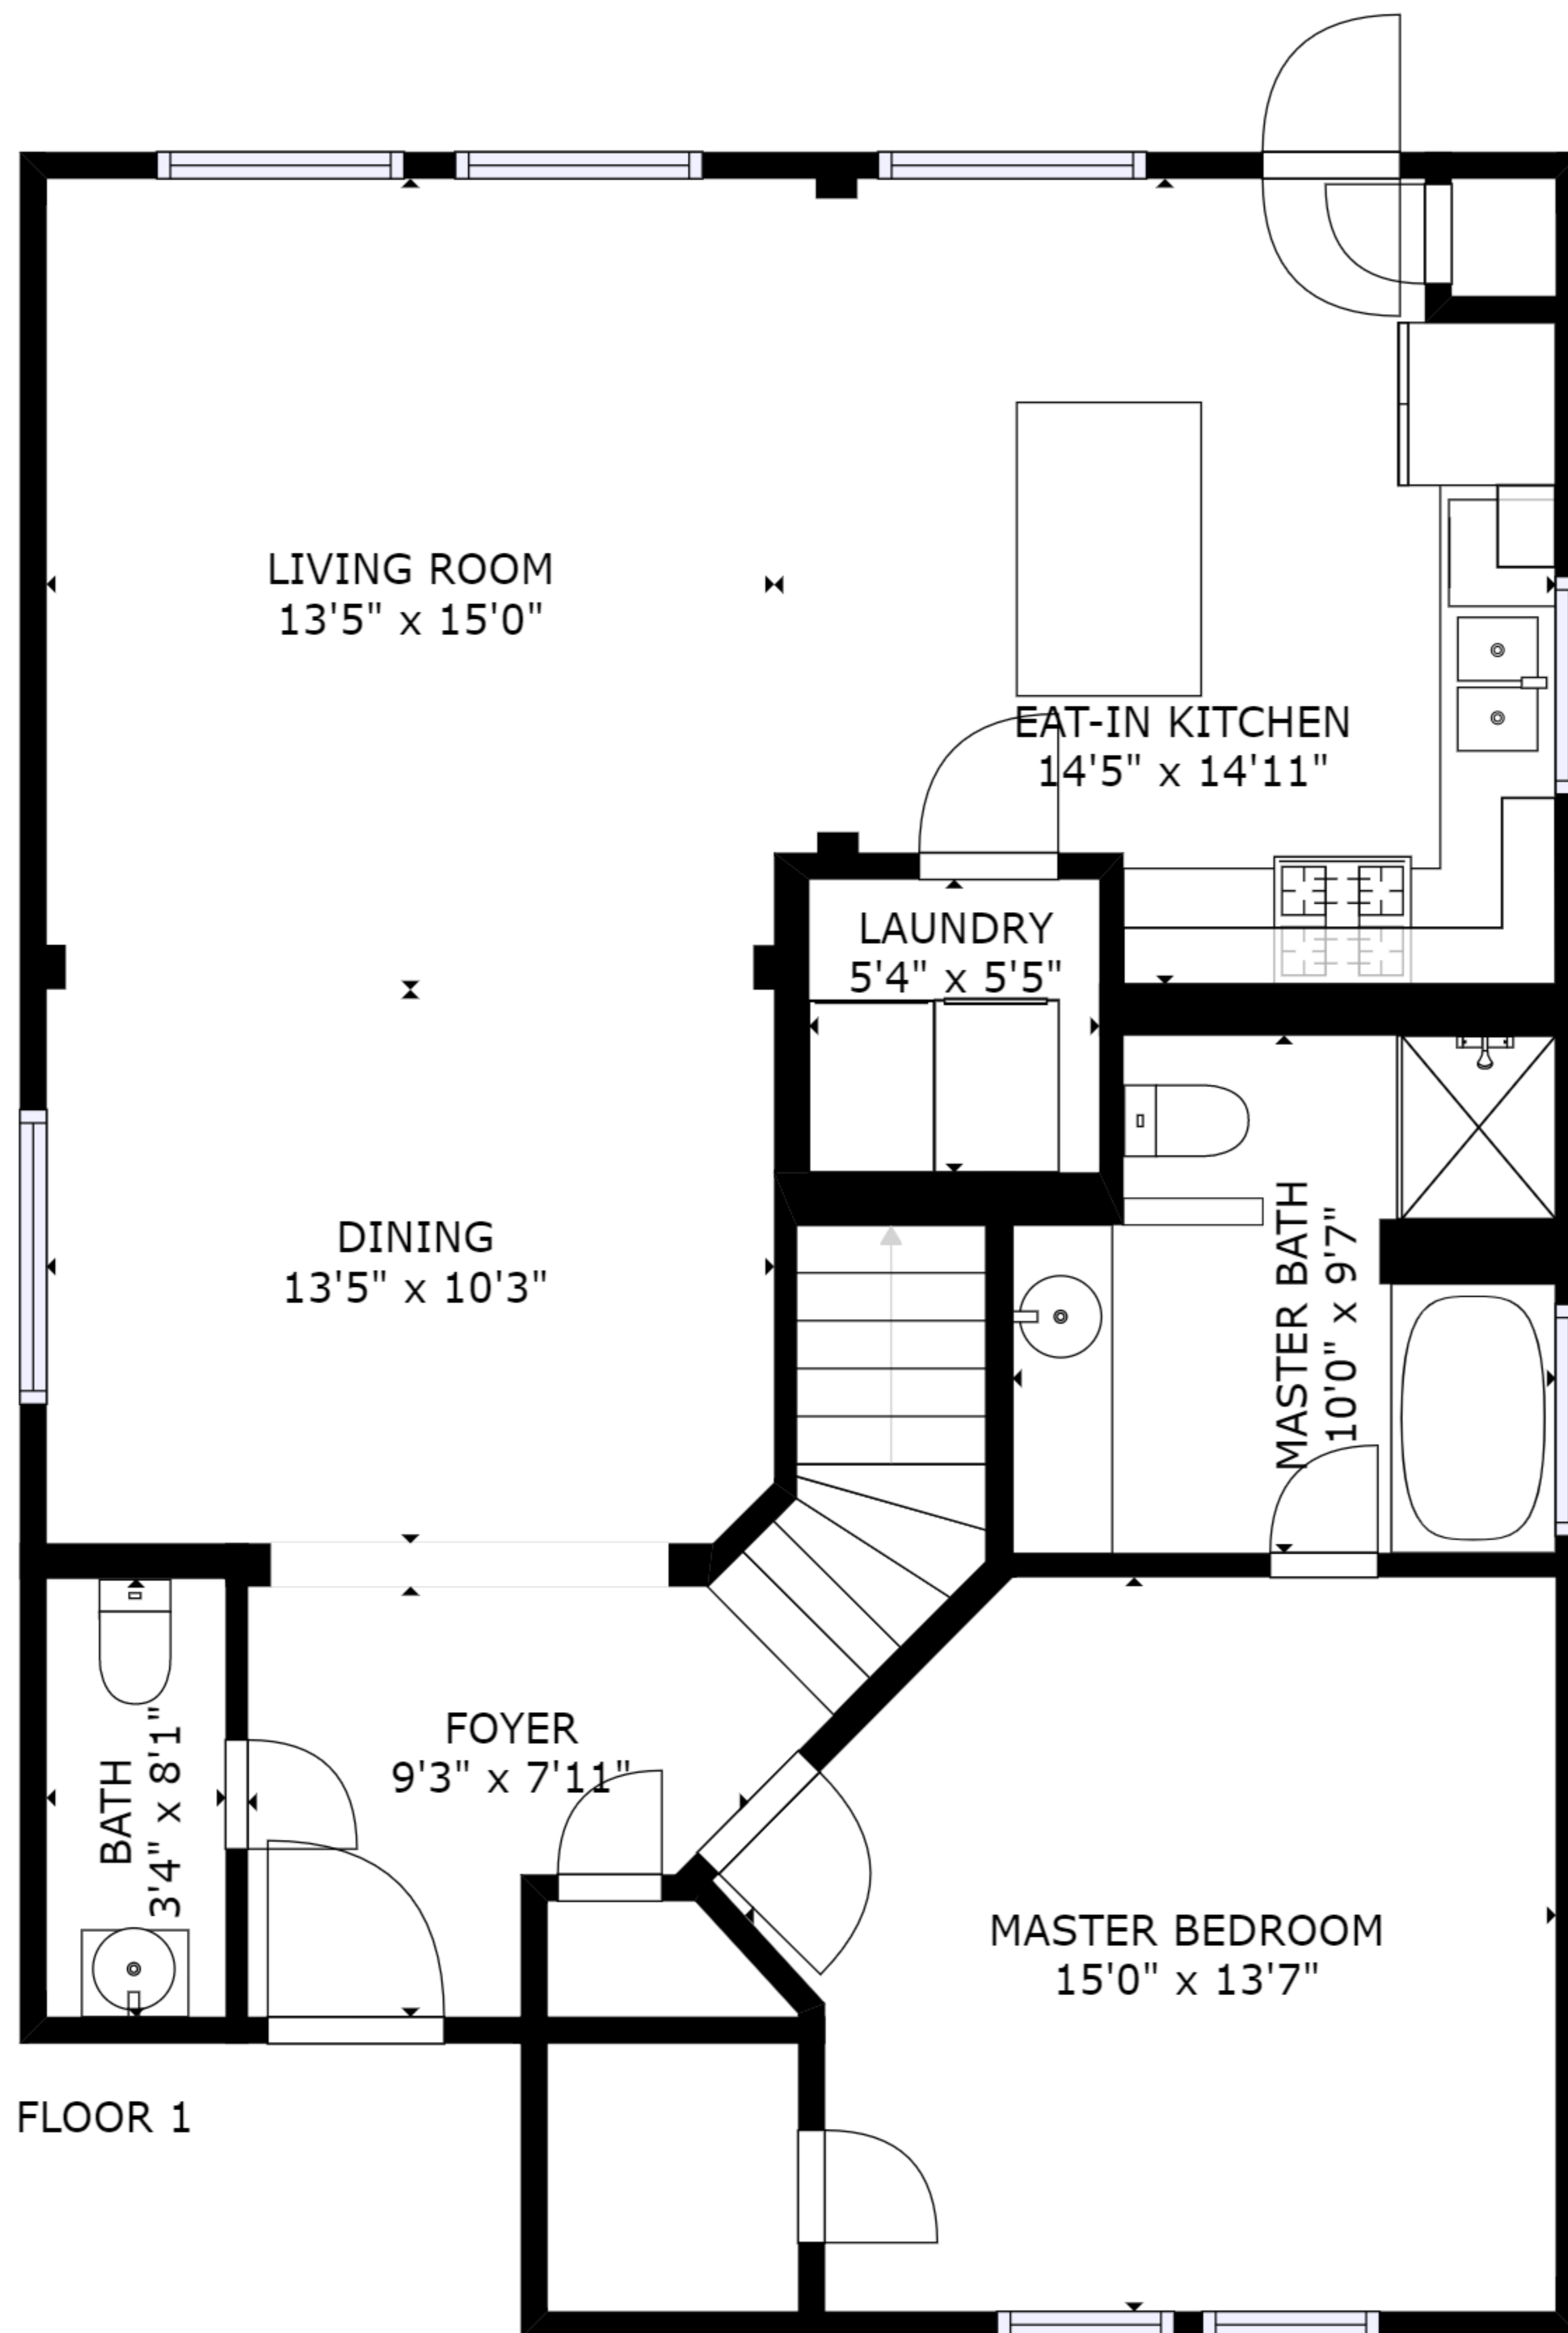 LIVING ROOM
13'5" x 15'0"
EAT-IN KITCHEN
14'5" x 14'11"
LAUNDRY
5'4" x 5'5"
DINING
13'5" x 10'3"
MASTER BATH
10'0" x 9'7"
FOYER
9'3" x 7'11"
BATH
3'4" x 8'1"
MASTER BEDROOM
15'0" x 13'7"
FLOOR 1